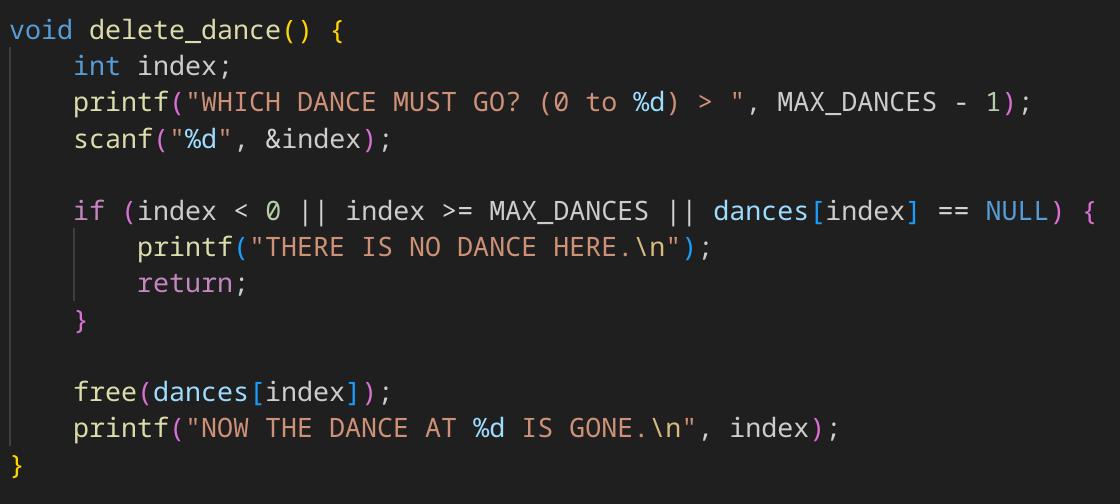 void delete_dance() {
    int index;
    printf("WHICH DANCE MUST GO? (0 to %d) > ", MAX_DANCES - 1);
    scanf("%d", &index);

    if (index < 0 || index >= MAX_DANCES || dances[index] == NULL) {
        printf("THERE IS NO DANCE HERE.\n");
        return;
    }

    free(dances[index]);
    printf("NOW THE DANCE AT %d IS GONE.\n", index);
}